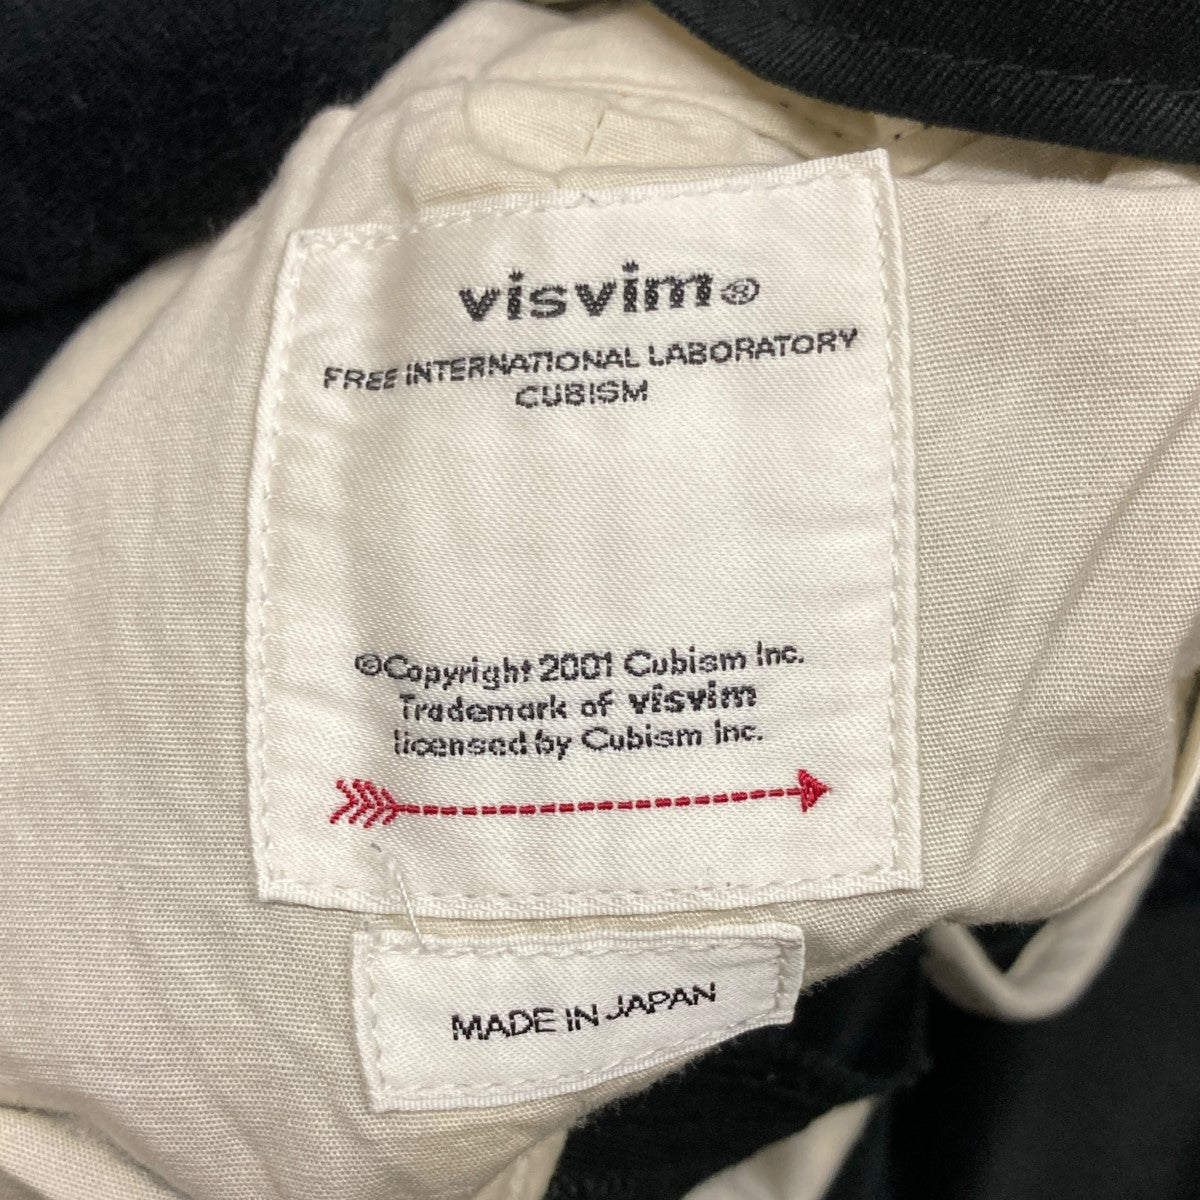 visvim®
FREE INTERNATIONAL LABORATORY
CUBISM
©Copyright 2001 Cubism Inc.
Trademark of visvim
licensed by Cubism Inc.
MADE IN JAPAN